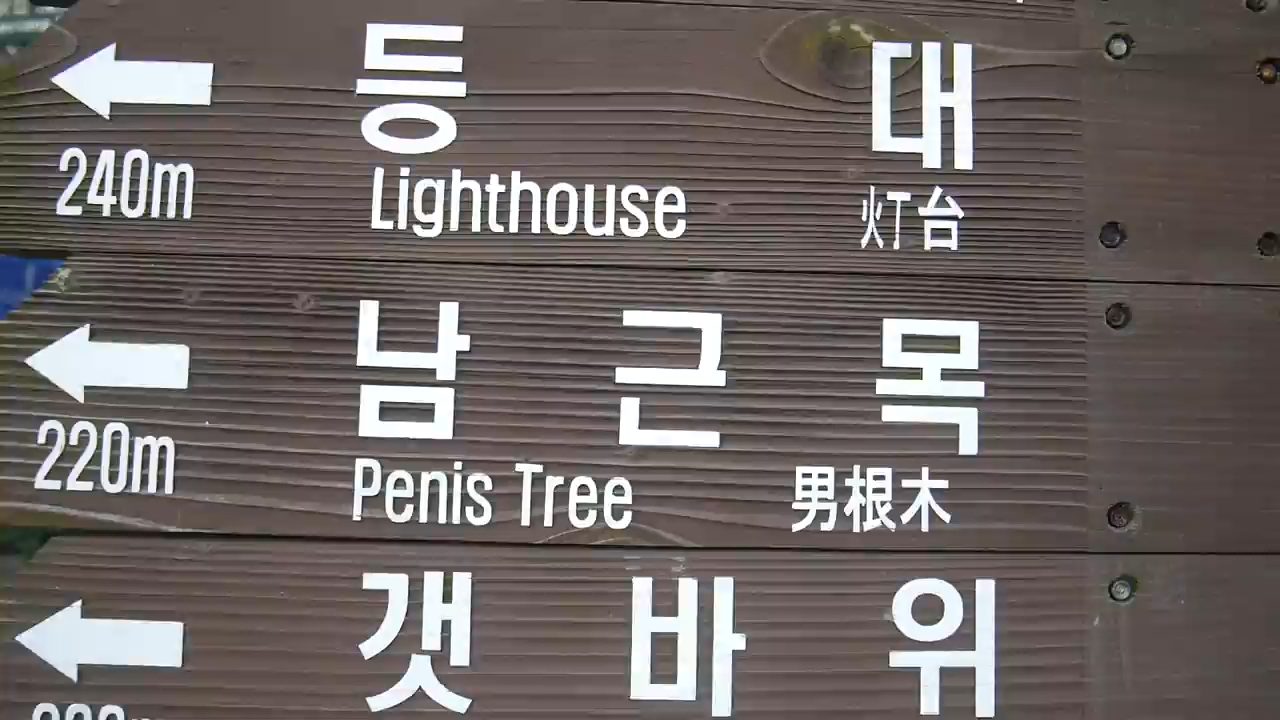 등 대
240m Lighthouse 灯台
남 근 목
220m Penis Tree 男根木
갯 바 위